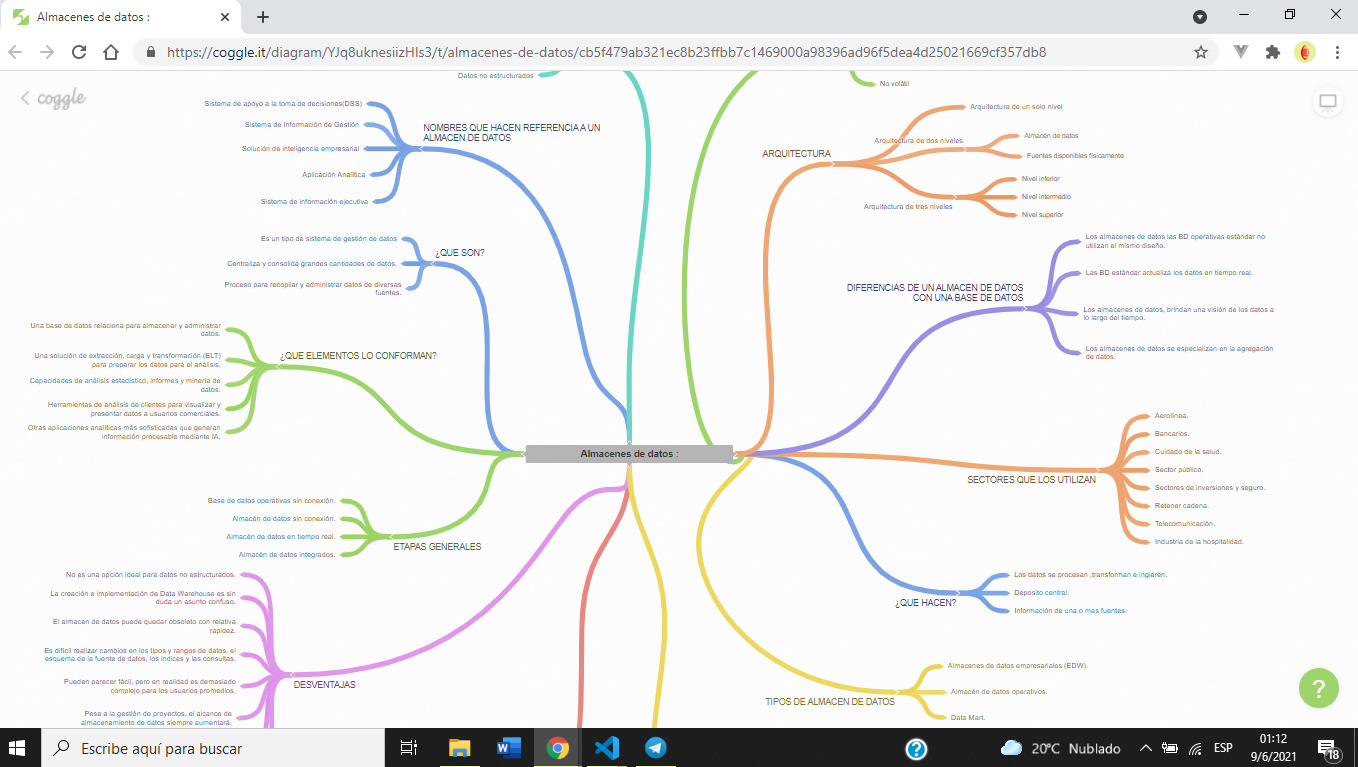 Almacenes de datos :
https://coggle.it/diagram/YJq8uknesiizHIs3/t/almacenes-de-datos/cb5f479ab321ec8b23ffbb7c1469000a98396ad96f5dea4d25021669cf357db8
coggle
Datos no estructurados
Sistema de apoyo a la toma de decisiones(DSS)
Sistema de Información de Gestión
Solución de inteligencia empresarial
Aplicación Analítica
Sistema de información ejecutiva
NOMBRES QUE HACEN REFERENCIA A UN
ALMACEN DE DATOS
Es un tipo de sistema de gestión de datos
Centraliza y consolida grandes cantidades de datos,
Proceso para recopilar y administrar datos de diversas
fuentes.
¿QUE SON?
Una base de datos relaciona para almacenar y administrar
datos.
Una solución de extracción, carga y transformación (ELT)
para preparar los datos para el análisis.
Capacidades de análisis estadístico, informes y minería de
datos.
Herramientas de análisis de clientes para visualizar y
presentar datos a usuarios comerciales.
Otras aplicaciones analíticas más sofisticadas que generan
información procesable mediante IA.
¿QUE ELEMENTOS LO CONFORMAN?
Almacenes de datos :
Base de datos operativas sin conexión.
Almacén de datos sin conexión.
Almacén de datos en tiempo real.
Almacén de datos integrados.
ETAPAS GENERALES
No es una opción ideal para datos no estructurados.
La creación e implementación de Data Warehouse es sin
duda un asunto confuso.
El almacen de datos puede quedar obsoleto con relativa
rapidez.
Es difícil realizar cambios en los tipos y rangos de datos, el
esquema de la fuente de datos, los índices y las consultas.
Pueden parecer fácil, pero en realidad es demasiado
complejo para los usuarios promedios.
Pese a la gestión de proyectos, el alcance de
almacenamiento de datos siempre aumentará.
DESVENTAJAS
No volátil
ARQUITECTURA
Arquitectura de un solo nivel
Arquitectura de dos niveles
Almacén de datos
Fuentes disponibles físicamente
Arquitectura de tres niveles
Nivel inferior
Nivel intermedio
Nivel superior
DIFERENCIAS DE UN ALMACEN DE DATOS
CON UNA BASE DE DATOS
Los almacenes de datos las BD operativas estándar no
utilizan el mismo diseño.
Las BD estándar actualiza los datos en tiempo real.
Los almacenes de datos, brindan una visión de los datos a
lo largo del tiempo.
Los almacenes de datos se especializan en la agregación
de datos.
SECTORES QUE LOS UTILIZAN
Aerolínea.
Bancarios.
Cuidado de la salud.
Sector público.
Sectores de inversiones y seguro.
Retener cadena.
Telecomunicación.
Industria de la hospitalidad.
¿QUE HACEN?
Los datos se procesan ,transforman e ingieren.
Deposito central.
Información de una o mas fuentes.
TIPOS DE ALMACEN DE DATOS
Almacenes de datos empresariales (EDW).
Almacén de datos operativos.
Data Mart.
?
Escribe aquí para buscar
20°C Nublado
ESP
01:12
9/6/2021
18